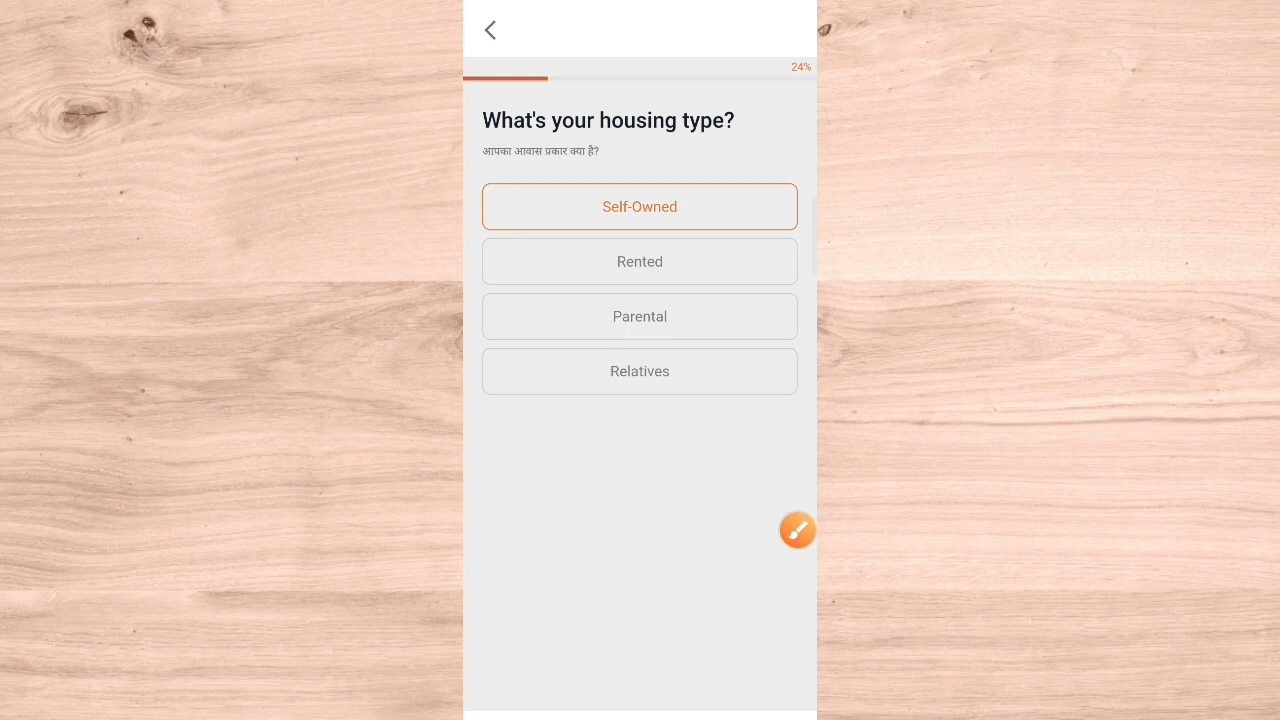 24%
What's your housing type?
आपका आवास प्रकार क्या है?
Self-Owned
Rented
Parental
Relatives